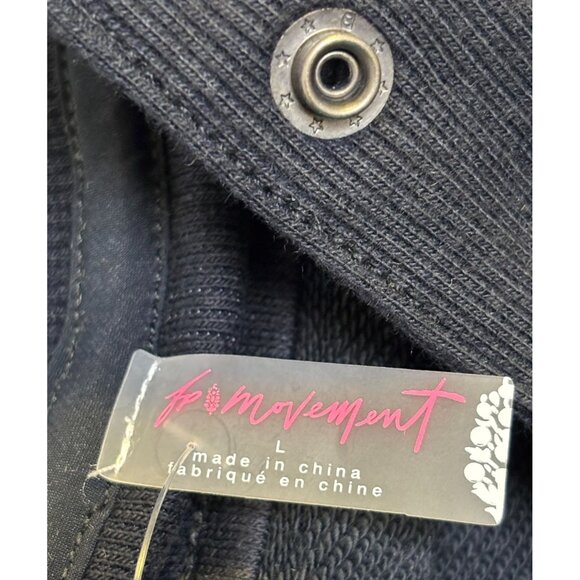 fp movement
L
made in china
fabriqué en chine